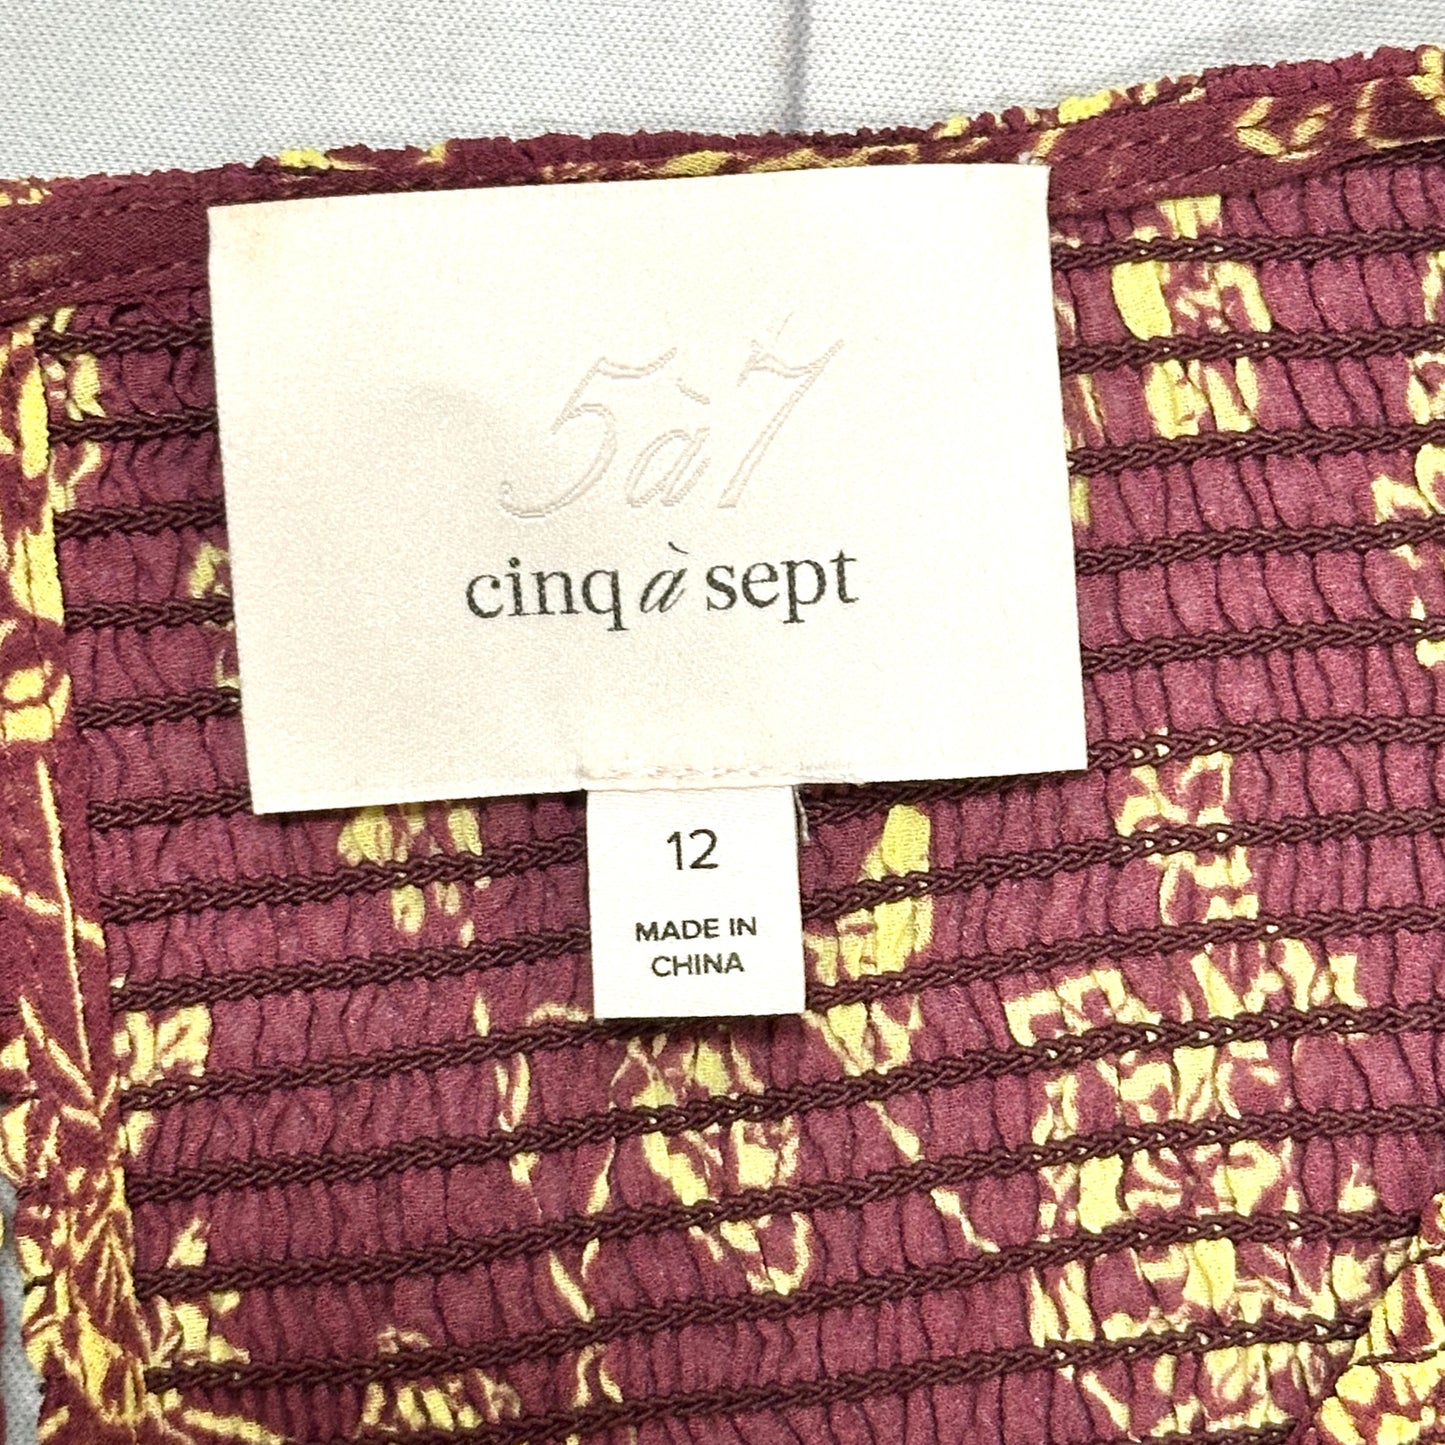 5à7
cinq à sept
12
MADE IN
CHINA